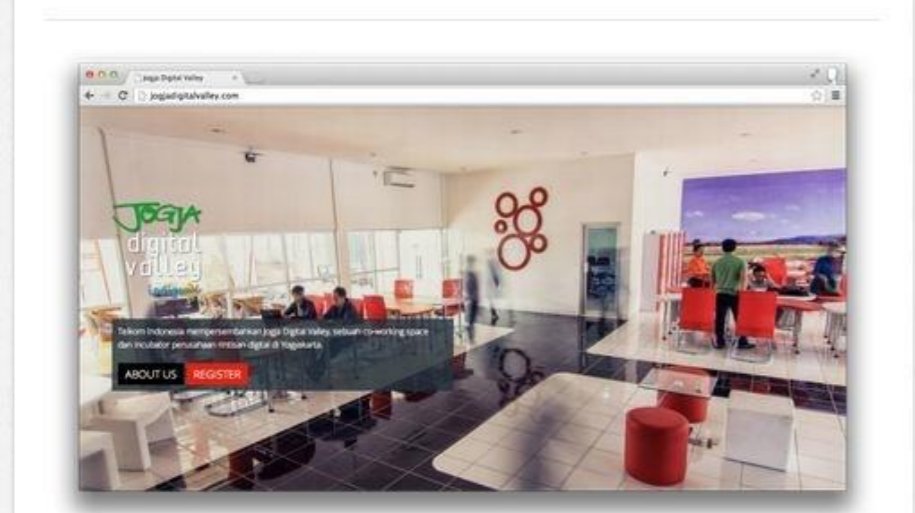 Jogja Digital Valley
jogjadigitalvalley.com
JOGJA
digital
valley
Telkom Indonesia mempersembahkan Jogja Digital Valley, sebuah co-working space
dan incubator perusahaan rintisan digital di Yogyakarta.
ABOUT US REGISTER